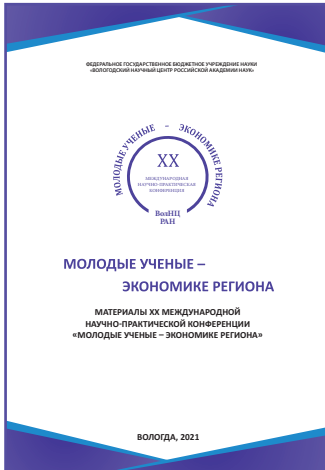 ФЕДЕРАЛЬНОЕ ГОСУДАРСТВЕННОЕ БЮДЖЕТНОЕ УЧРЕЖДЕНИЕ НАУКИ
«ВОЛОГОДСКИЙ НАУЧНЫЙ ЦЕНТР РОССИЙСКОЙ АКАДЕМИИ НАУК»
МОЛОДЫЕ УЧЕНЫЕ – ЭКОНОМИКЕ РЕГИОНА
XX
МЕЖДУНАРОДНАЯ
НАУЧНО-ПРАКТИЧЕСКАЯ
КОНФЕРЕНЦИЯ
ВолНЦ
РАН
МОЛОДЫЕ УЧЕНЫЕ –
ЭКОНОМИКЕ РЕГИОНА
МАТЕРИАЛЫ XX МЕЖДУНАРОДНОЙ
НАУЧНО-ПРАКТИЧЕСКОЙ КОНФЕРЕНЦИИ
«МОЛОДЫЕ УЧЕНЫЕ – ЭКОНОМИКЕ РЕГИОНА»
ВОЛОГДА, 2021